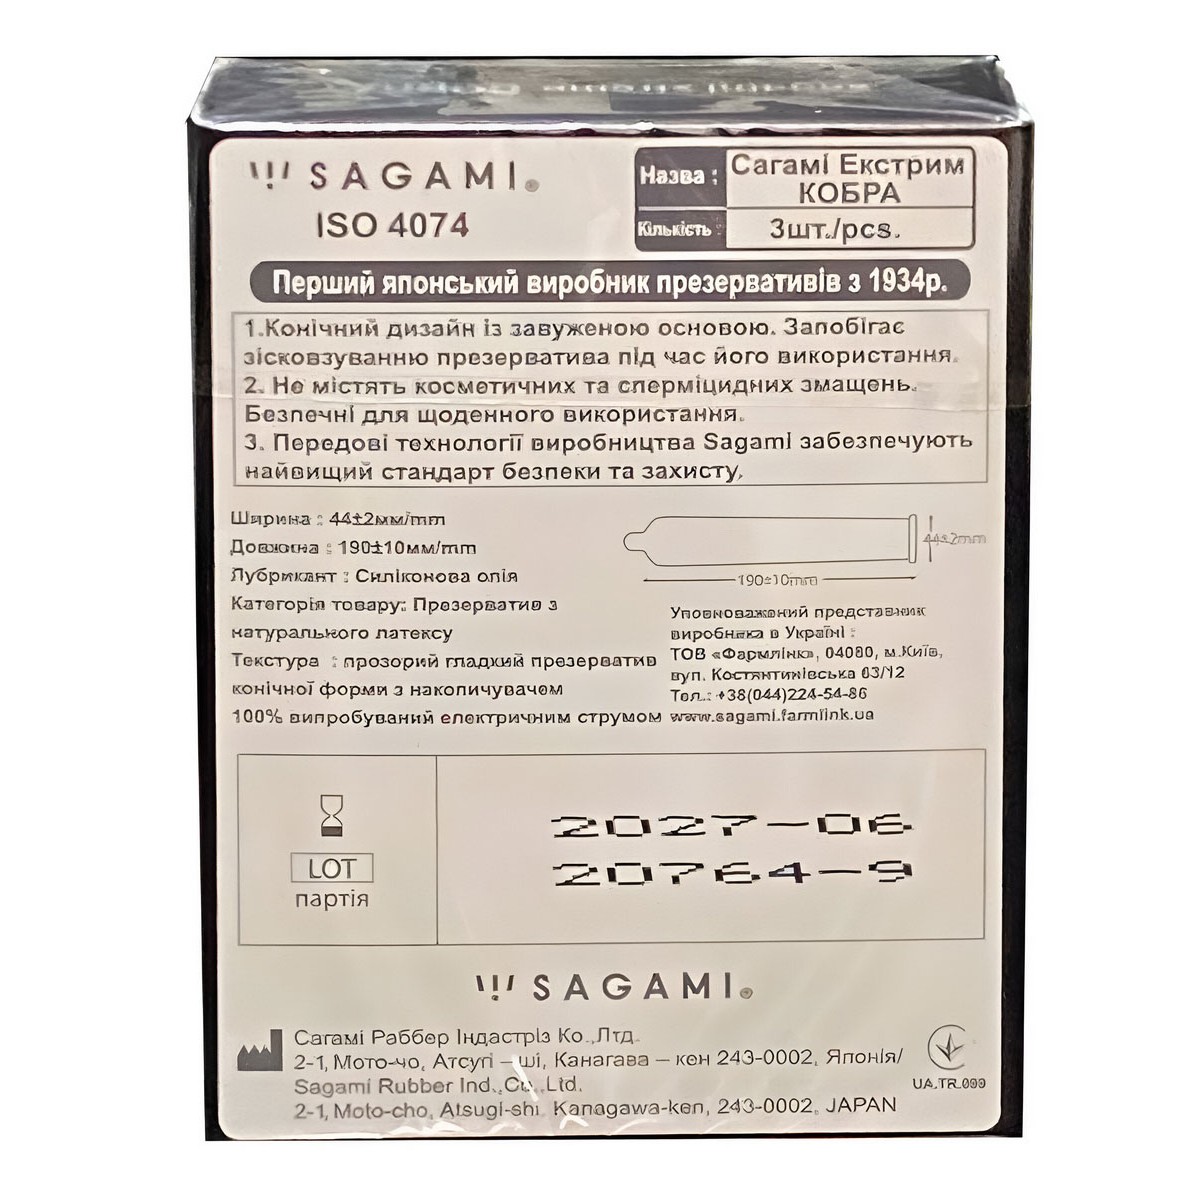 SAGAMI
ISO 4074
Назва : Сагамі Екстрим
КОБРА
Кількість : 3шт./pcs.
Перший японський виробник презервативів з 1934р.
1.Конічний дизайн із завуженою основою. Запобігає
зісковзуванню презерватива під час його використання.
2. Не містять косметичних та сперміцидних змащень.
Безпечні для щоденного використання.
3. Передові технології виробництва Sagami забезпечують
найвищий стандарт безпеки та захисту.
Ширина : 44±2мм/mm
Довжина : 190±10мм/mm
Лубрикант : Силіконова олія
Категорія товару: Презерватив з
натурального латексу
Текстура : прозорий гладкий презерватив
конічної форми з накопичувачем
100% випробуваний електричним струмом
44±2mm
190±10mm
Уповноважений представник
виробника в Україні :
ТОВ «Фармлінк», 04080, м.Київ,
вул. Костянтинівська 63/12
Тел.: +38(044)224-54-86
www.sagami.farmlink.ua
LOT
партія
2027-06
20764-9
SAGAMI
Сагамі Раббер Індастріз Ко.,Лтд.
2-1, Мото-чо, Атсугі – ші, Канагава – кен 243-0002, Японія/
Sagami Rubber Ind.,Co.,Ltd.
2-1, Moto-cho, Atsugi-shi, Kanagawa-ken, 243-0002, JAPAN
UA.TR.099